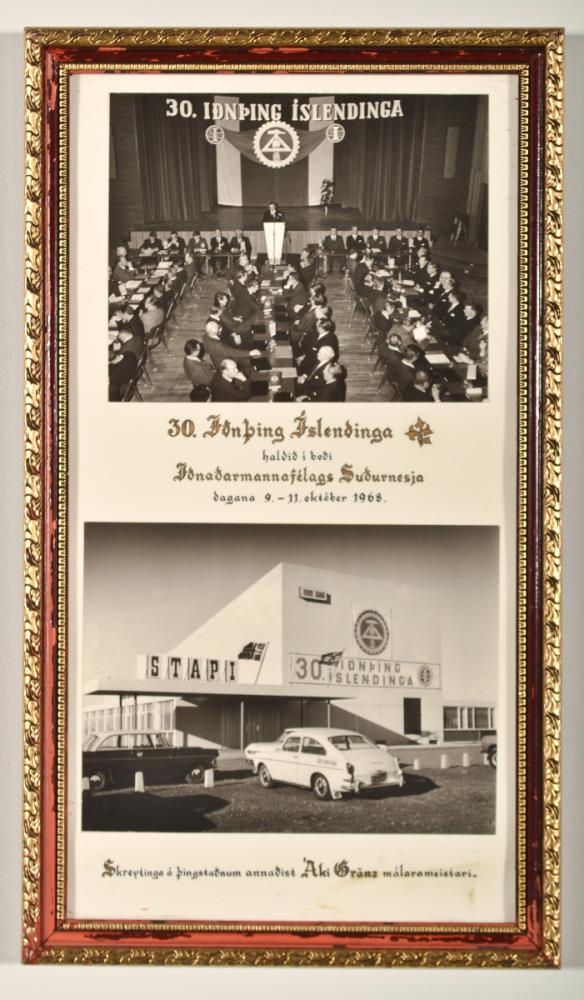 30. IÐNÞING ÍSLENDINGA
30. Iðnþing Íslendinga
haldið í boði
Iðnaðarmannafélags Suðurnesja
dagana 9. - 11. október 1968.
STAPI
30. IÐNÞING
ÍSLENDINGA
Skreytingu á þingstaðnum annaðist Áki Gränz málarameistari.